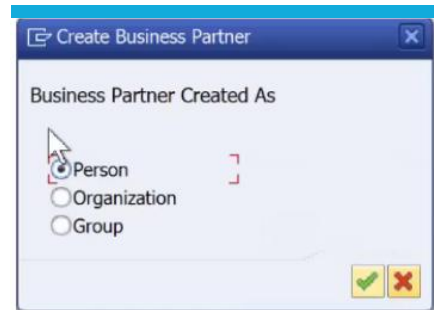 Create Business Partner
Business Partner Created As
Person
Organization
Group